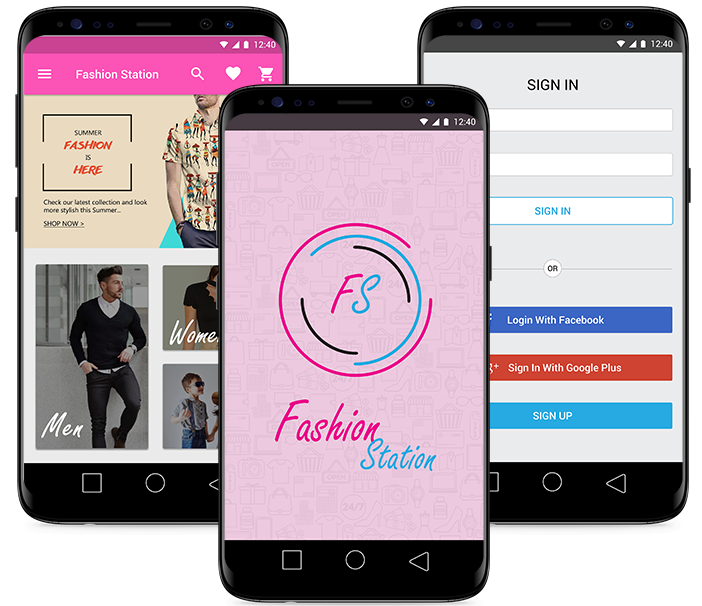 12:40
Fashion Station
SUMMER
FASHION
IS
HERE
Check our latest collection and look
more stylish this Summer...
SHOP NOW >
Men
12:40
FS
Fashion
Station
12:40
SIGN IN
SIGN IN
OR
Login With Facebook
Sign In With Google Plus
SIGN UP